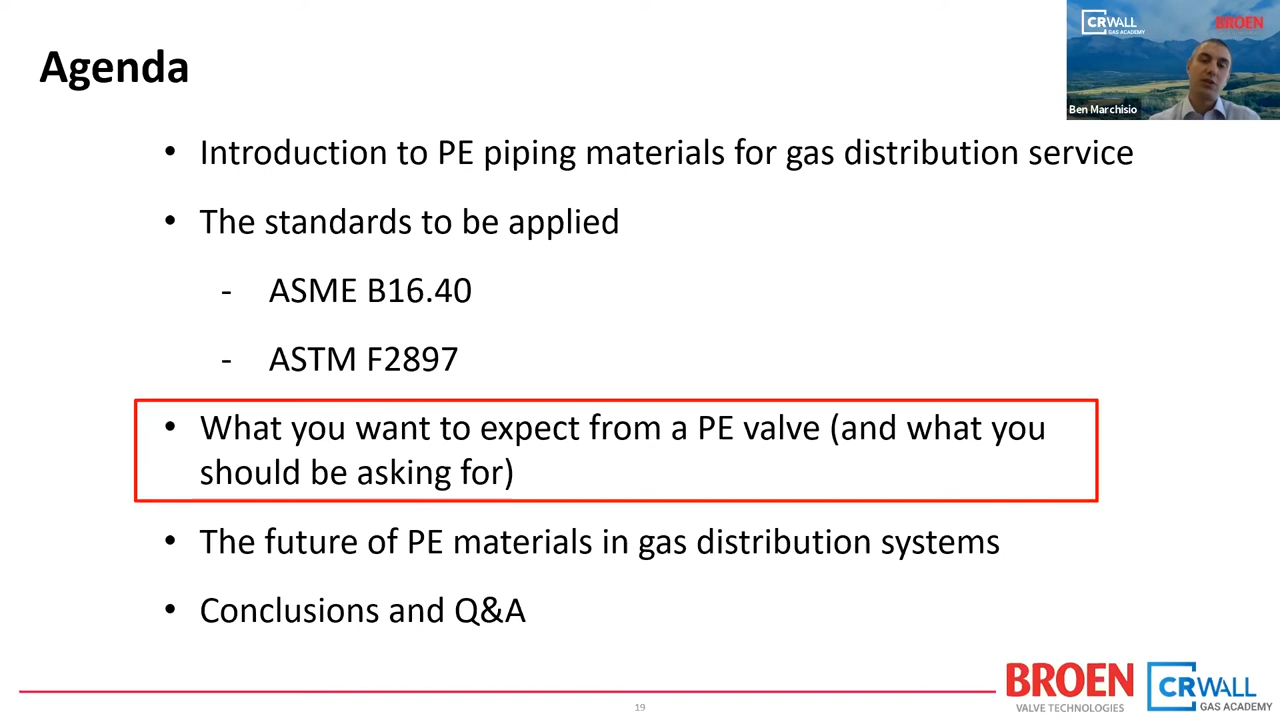 Agenda
CRWALL
GAS ACADEMY
BROEN
Ben Marchisio
• Introduction to PE piping materials for gas distribution service
• The standards to be applied
- ASME B16.40
- ASTM F2897
• What you want to expect from a PE valve (and what you
should be asking for)
• The future of PE materials in gas distribution systems
• Conclusions and Q&A
19
BROEN
VALVE TECHNOLOGIES
CRWALL
GAS ACADEMY